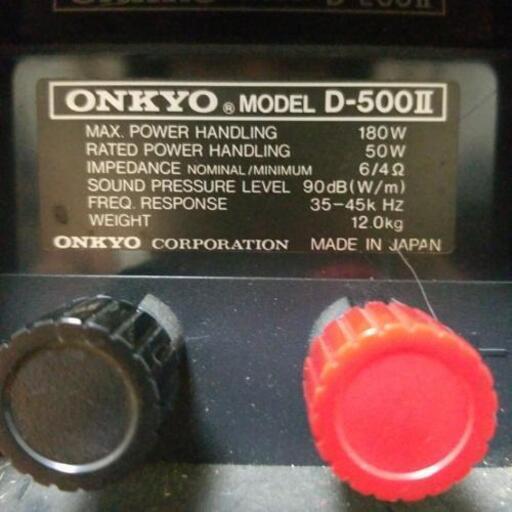 D-500II
ONKYO ® MODEL D-500II
MAX. POWER HANDLING 180W
RATED POWER HANDLING 50W
IMPEDANCE NOMINAL/MINIMUM 6/4Ω
SOUND PRESSURE LEVEL 90dB(W/m)
FREQ. RESPONSE 35-45k Hz
WEIGHT 12.0kg
ONKYO CORPORATION MADE IN JAPAN